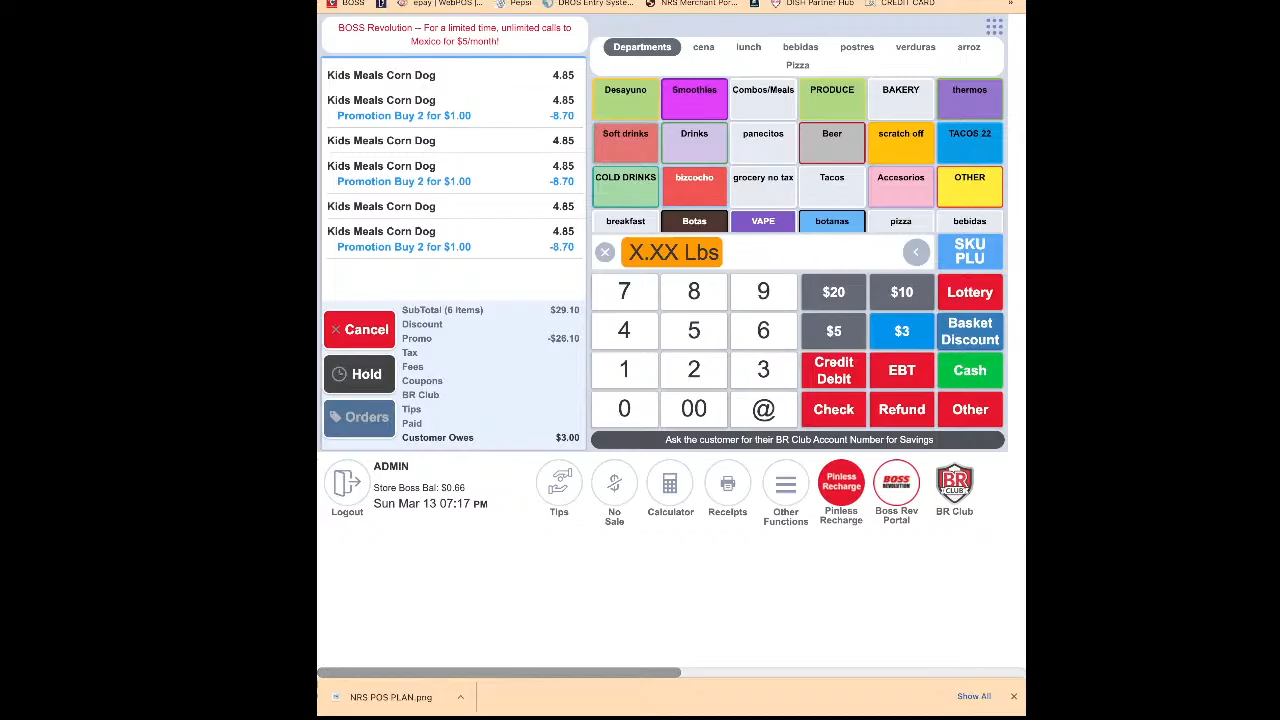 BOSS
epay | WebPOS |...
Pepsi
DROS Entry Syste...
NRS Merchant Por...
DISH Partner Hub
CREDIT CARD
»
BOSS Revolution -- For a limited time, unlimited calls to
Mexico for $5/month!
Departments cena lunch bebidas postres verduras arroz
Pizza
Kids Meals Corn Dog 4.85
Kids Meals Corn Dog 4.85
Promotion Buy 2 for $1.00 -8.70
Kids Meals Corn Dog 4.85
Kids Meals Corn Dog 4.85
Promotion Buy 2 for $1.00 -8.70
Kids Meals Corn Dog 4.85
Kids Meals Corn Dog 4.85
Promotion Buy 2 for $1.00 -8.70
Desayuno Smoothies Combos/Meals PRODUCE BAKERY thermos
Soft drinks Drinks panecitos Beer scratch off TACOS 22
COLD DRINKS bizcocho grocery no tax Tacos Accesorios OTHER
breakfast Botas VAPE botanas pizza bebidas
X.XX Lbs
SKU
PLU
7 8 9 $20 $10 Lottery
4 5 6 $5 $3 Basket
Discount
1 2 3 Credit
Debit
EBT Cash
0 00 @ Check Refund Other
Ask the customer for their BR Club Account Number for Savings
Cancel
Hold
Orders
SubTotal (6 items) $29.10
Discount
Promo -$26.10
Tax
Fees
Coupons
BR Club
Tips
Paid
Customer Owes $3.00
Logout
ADMIN
Store Boss Bal: $0.66
Sun Mar 13 07:17 PM
Tips
No
Sale
Calculator
Receipts
Other
Functions
Pinless
Recharge
Pinless
Recharge
BOSS
REVOLUTION
Boss Rev
Portal
BR
CLUB
BR Club
NRS POS PLAN.png
Show All